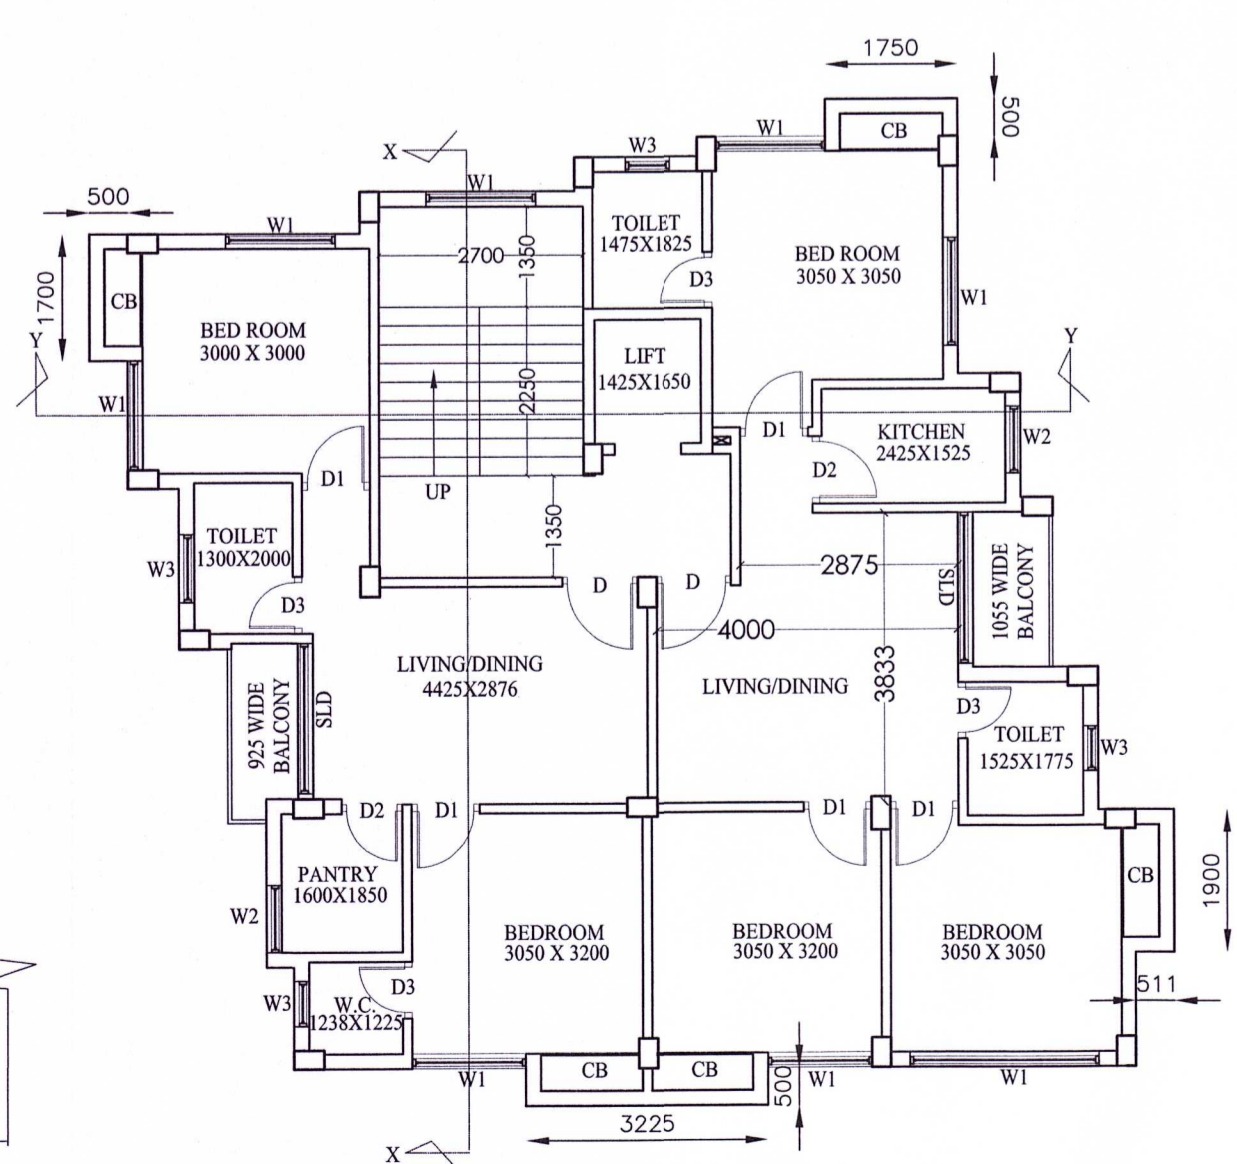 1750
500
CB
W1
W3
X
W1
500
W1
TOILET
1475X1825
BED ROOM
3050 X 3050
2700
1350
D3
W1
1700
CB
BED ROOM
3000 X 3000
Y
Y
LIFT
1425X1650
2250
W1
D1
KITCHEN
2425X1525
W2
D2
D1
UP
TOILET
1300X2000
1350
W3
2875
SLD
1055 WIDE
BALCONY
D3
D
D
4000
LIVING/DINING
4425X2876
LIVING/DINING
3833
925 WIDE
BALCONY
SLD
D3
TOILET
1525X1775
W3
D2
D1
D1
D1
PANTRY
1600X1850
CB
1900
W2
BEDROOM
3050 X 3200
BEDROOM
3050 X 3200
BEDROOM
3050 X 3050
D3
W3
W.C.
1238X1225
511
CB
CB
W1
500
W1
W1
3225
X